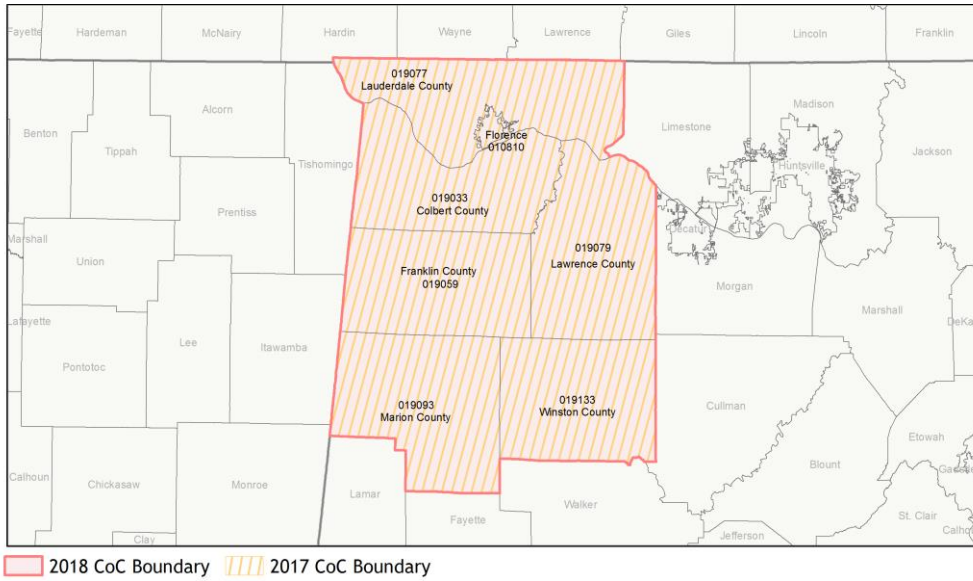 Fayette
Hardeman
McNairy
Hardin
Wayne
Lawrence
Giles
Lincoln
Franklin
019077
Lauderdale County
Alcorn
Madison
Benton
Tippah
Tishomingo
Florence
010810
Limestone
Huntsville
Jackson
019033
Colbert County
Prentiss
Decatur
Marshall
Union
019079
Lawrence County
Franklin County
019059
Morgan
Marshall
Lafayette
DeKa
Lee
Itawamba
Pontotoc
019093
Marion County
019133
Winston County
Cullman
Etowah
Calhoun
Chickasaw
Monroe
Lamar
Fayette
Walker
Blount
St. Clair
Jefferson
Clay
2018 CoC Boundary
2017 CoC Boundary